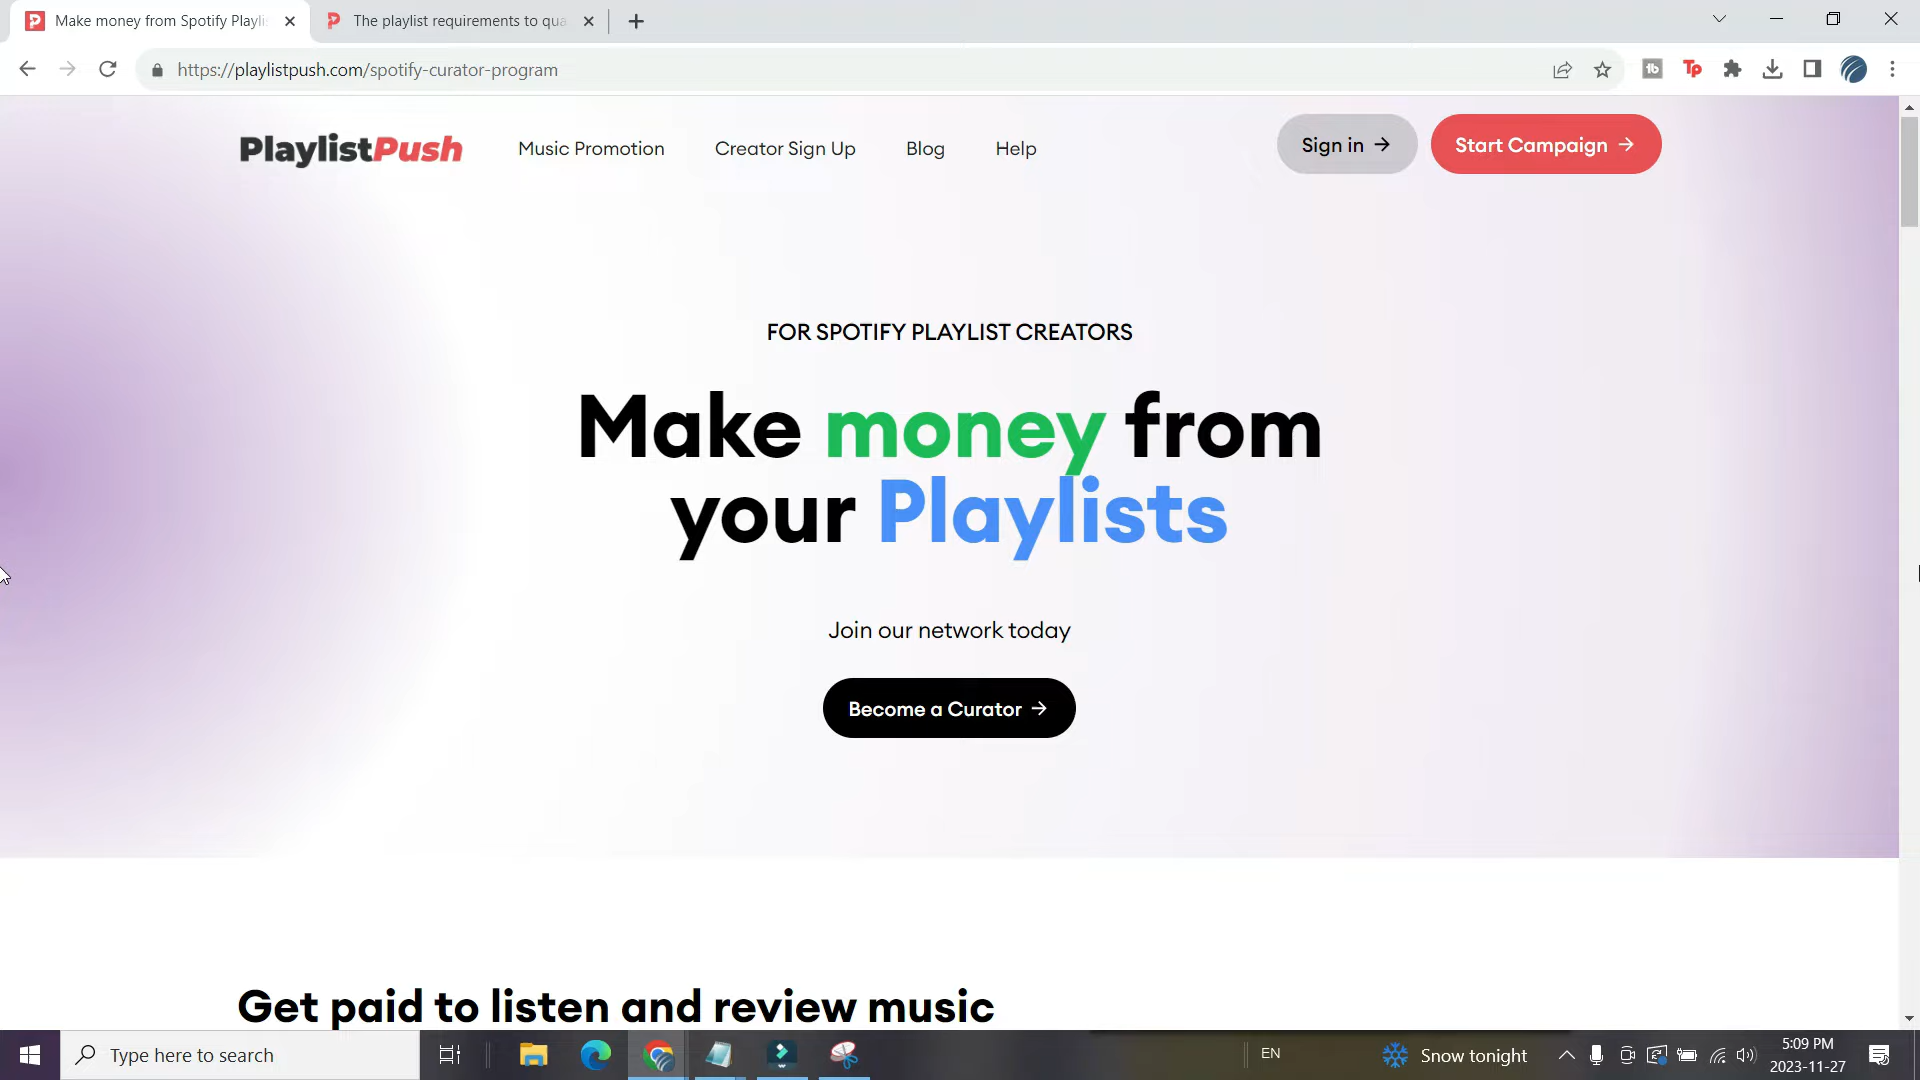 Make money from Spotify Playli
The playlist requirements to qua
https://playlistpush.com/spotify-curator-program
PlaylistPush
Music Promotion
Creator Sign Up
Blog
Help
Sign in →
Start Campaign →
FOR SPOTIFY PLAYLIST CREATORS
Make money from
your Playlists
Join our network today
Become a Curator →
Get paid to listen and review music
Type here to search
EN
Snow tonight
5:09 PM
2023-11-27